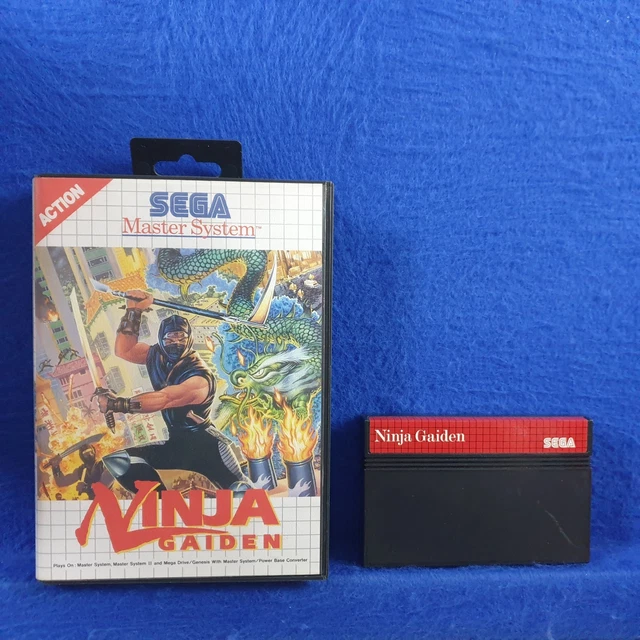 ACTION
SEGA
Master System™
NINJA
GAIDEN
Plays On: Master System, Master System II and Mega Drive/Genesis With Master System/Power Base Converter
Ninja Gaiden
SEGA